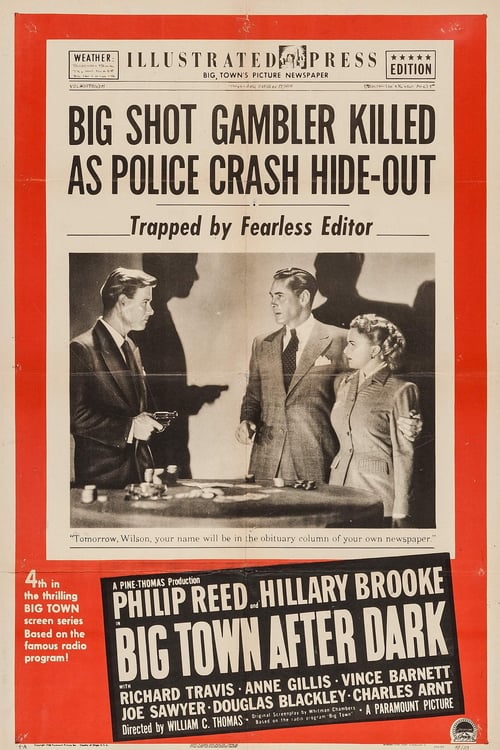 WEATHER:
ILLUSTRATED PRESS
BIG TOWN'S PICTURE NEWSPAPER
★★★★★
EDITION
BIG SHOT GAMBLER KILLED
AS POLICE CRASH HIDE-OUT
Trapped by Fearless Editor
"Tomorrow, Wilson, your name will be in the obituary column of your own newspaper."
4th in
the thrilling
BIG TOWN
screen series
Based on the
famous radio
program!
A PINE-THOMAS Production
PHILIP REED and HILLARY BROOKE
in
BIG TOWN AFTER DARK
with
RICHARD TRAVIS · ANNE GILLIS · VINCE BARNETT
JOE SAWYER · DOUGLAS BLACKLEY · CHARLES ARNT
Directed by WILLIAM C. THOMAS · Original Screenplay by Whitman Chambers
Based on the radio program "Big Town" · A PARAMOUNT PICTURE